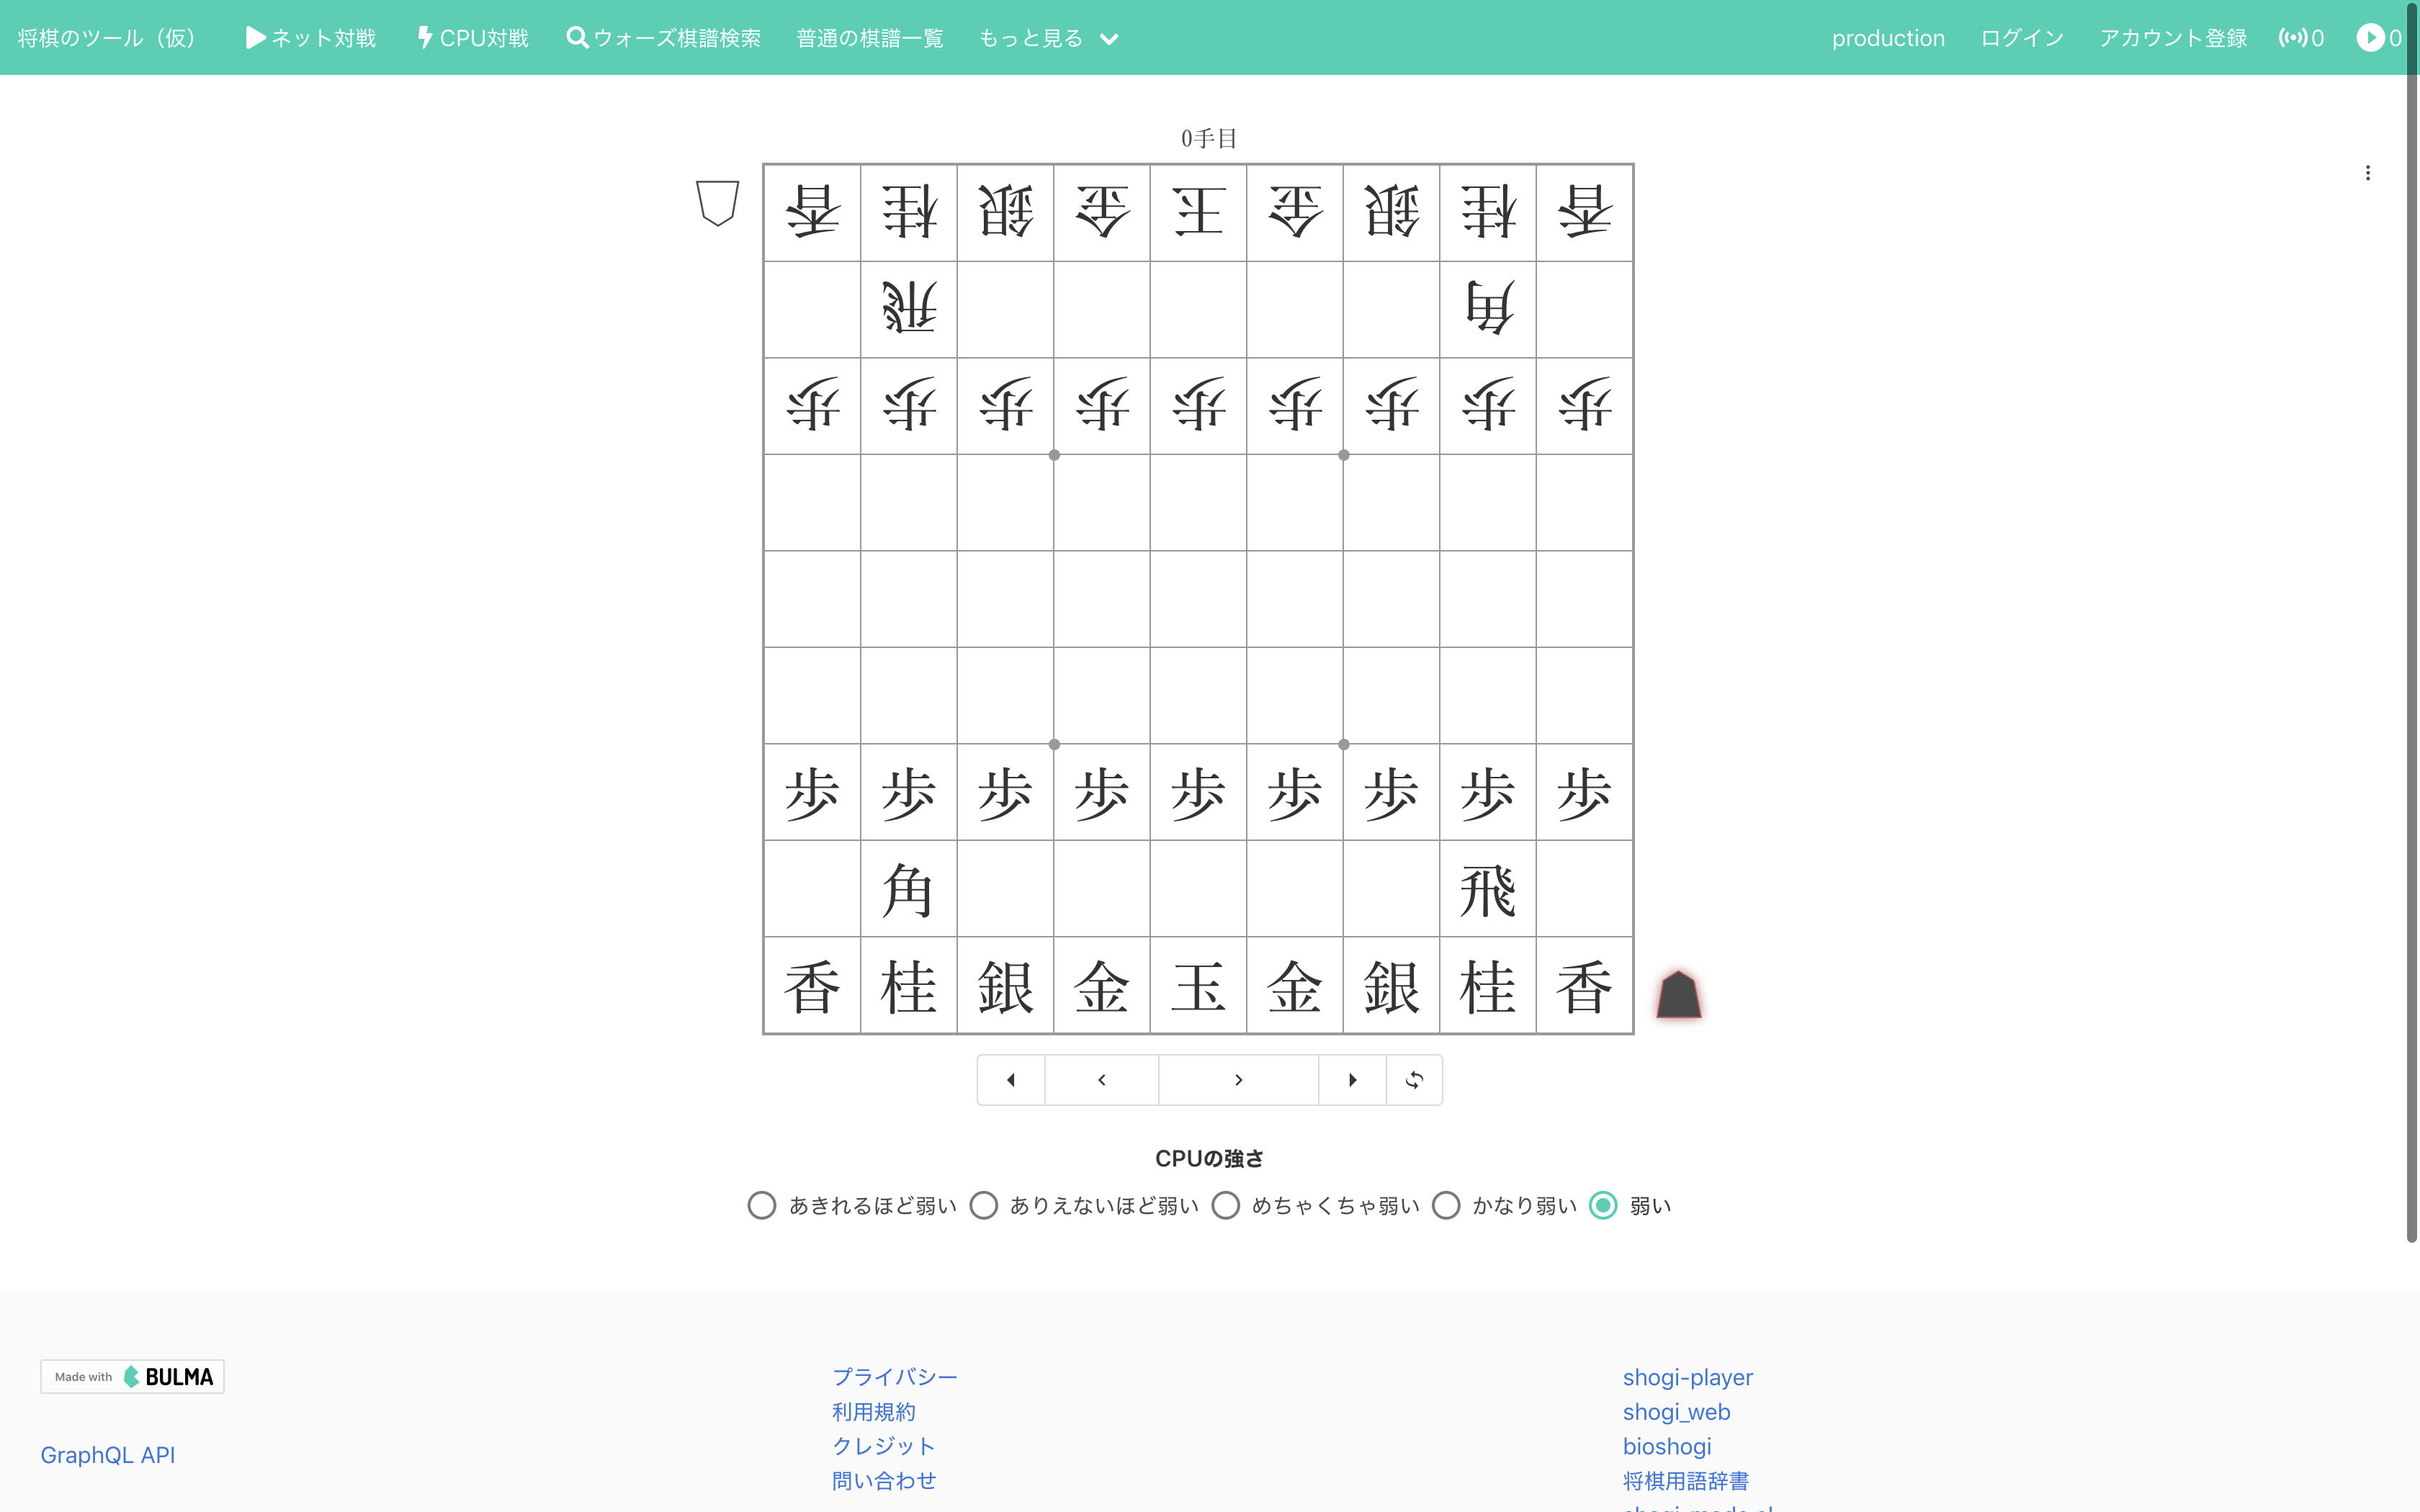 将棋のツール（仮） ネット対戦 CPU対戦 ウォーズ棋譜検索 普通の棋譜一覧 もっと見る production ログイン アカウント登録 0 0
0手目
香 桂 銀 金 王 金 銀 桂 香
飛 角
歩 歩 歩 歩 歩 歩 歩 歩 歩
歩 歩 歩 歩 歩 歩 歩 歩 歩
角 飛
香 桂 銀 金 玉 金 銀 桂 香
CPUの強さ
あきれるほど弱い ありえないほど弱い めちゃくちゃ弱い かなり弱い 弱い
Made with BULMA
GraphQL API
プライバシー
利用規約
クレジット
問い合わせ
shogi-player
shogi_web
bioshogi
将棋用語辞書